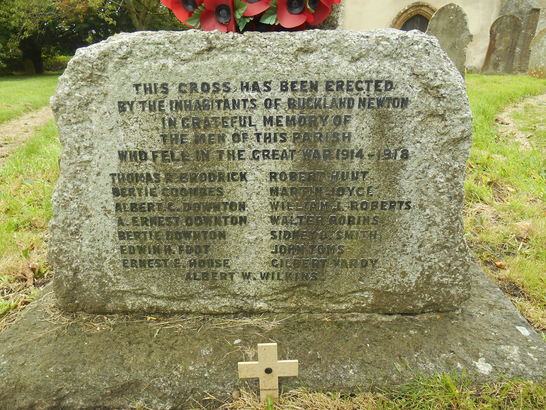 THIS CROSS HAS BEEN ERECTED
BY THE INHABITANTS OF BUCKLAND NEWTON
IN GRATEFUL MEMORY OF
THE MEN OF THIS PARISH
WHO FELL IN THE GREAT WAR 1914-1918
THOMAS R. BRODRICK ROBERT HUNT
BERTIE COOMBES MARTIN JOYCE
ALBERT C. DOWNTON WILLIAM J. ROBERTS
A. ERNEST DOWNTON WALTER ROBINS
BERTIE DOWNTON SIDNEY G. SMITH
EDWIN H. FOOT JOHN TOMS
ERNEST E. HOUSE GILBERT VARDY
ALBERT W. WILKINS